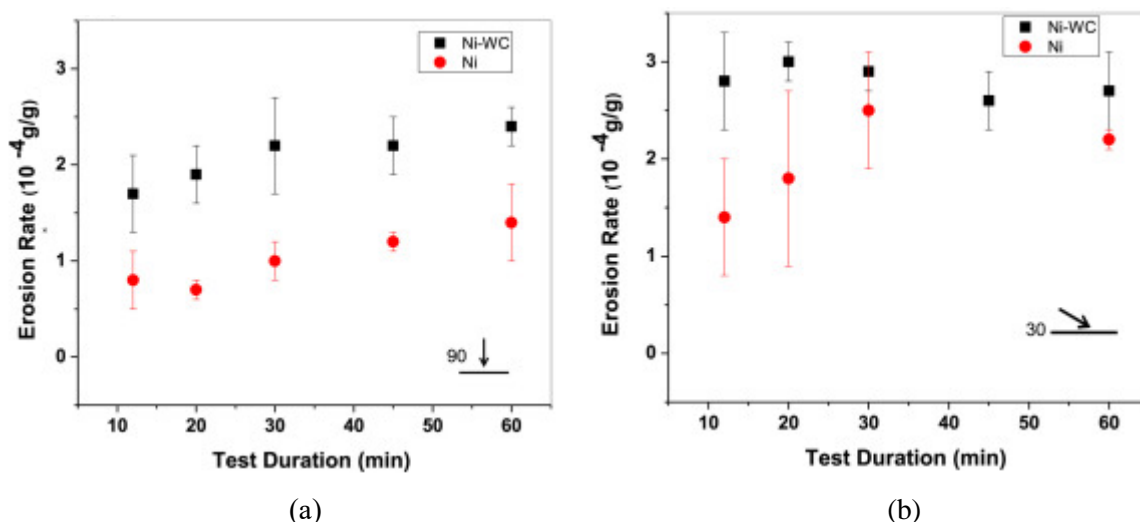 Ni-WC
Ni
3
2
1
0
Erosion Rate (10 ⁻⁴g/g)
90
10 20 30 40 50 60
Test Duration (min)
(a)
Ni-WC
Ni
3
2
1
0
Erosion Rate (10 ⁻⁴g/g)
30
10 20 30 40 50 60
Test Duration (min)
(b)